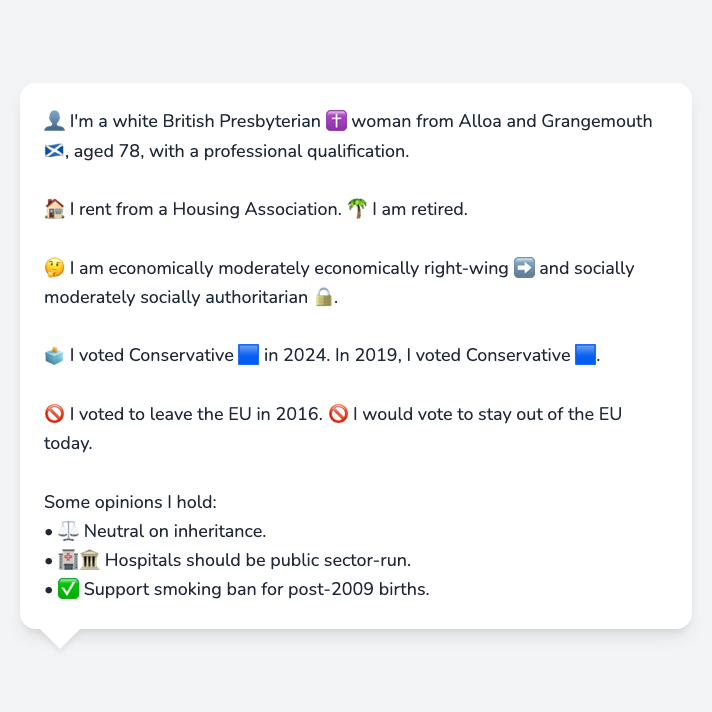 👤 I'm a white British Presbyterian ✝️ woman from Alloa and Grangemouth
🏴󠁧󠁢󠁳󠁣󠁴󠁿, aged 78, with a professional qualification.
🏠 I rent from a Housing Association. 🌴 I am retired.
🤔 I am economically moderately economically right-wing ➡️ and socially
moderately socially authoritarian 🔒.
🗳️ I voted Conservative 🟦 in 2024. In 2019, I voted Conservative 🟦.
🚫 I voted to leave the EU in 2016. 🚫 I would vote to stay out of the EU
today.
Some opinions I hold:
• ⚖️ Neutral on inheritance.
• 🏥🏛️ Hospitals should be public sector-run.
• ✅ Support smoking ban for post-2009 births.